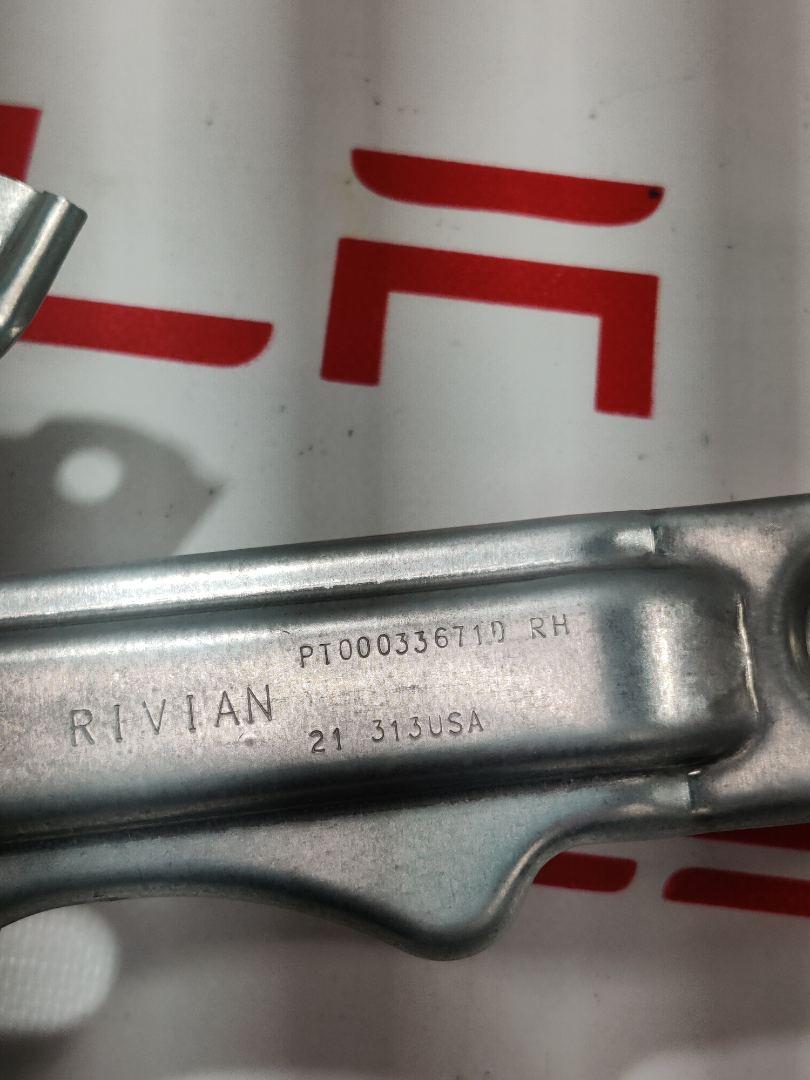 PT00033671D RH
RIVIAN
21 313USA